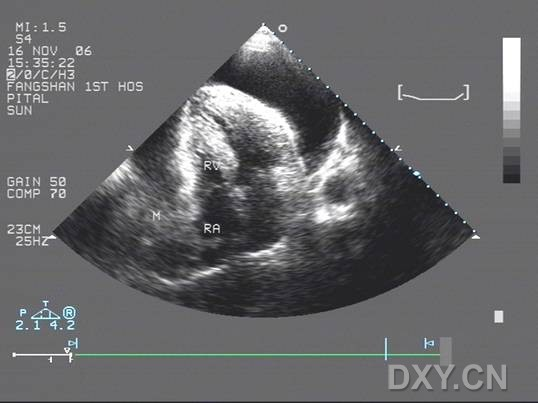 MI:1.5
S4
16 NOV 06
15:35:22
2/0/C/H3
FANGSHAN 1ST HOS
PITAL
SUN
RV
GAIN 50
COMP 70
M
RA
23CM
25HZ
T
P R
2.1 4.2
DXY.CN